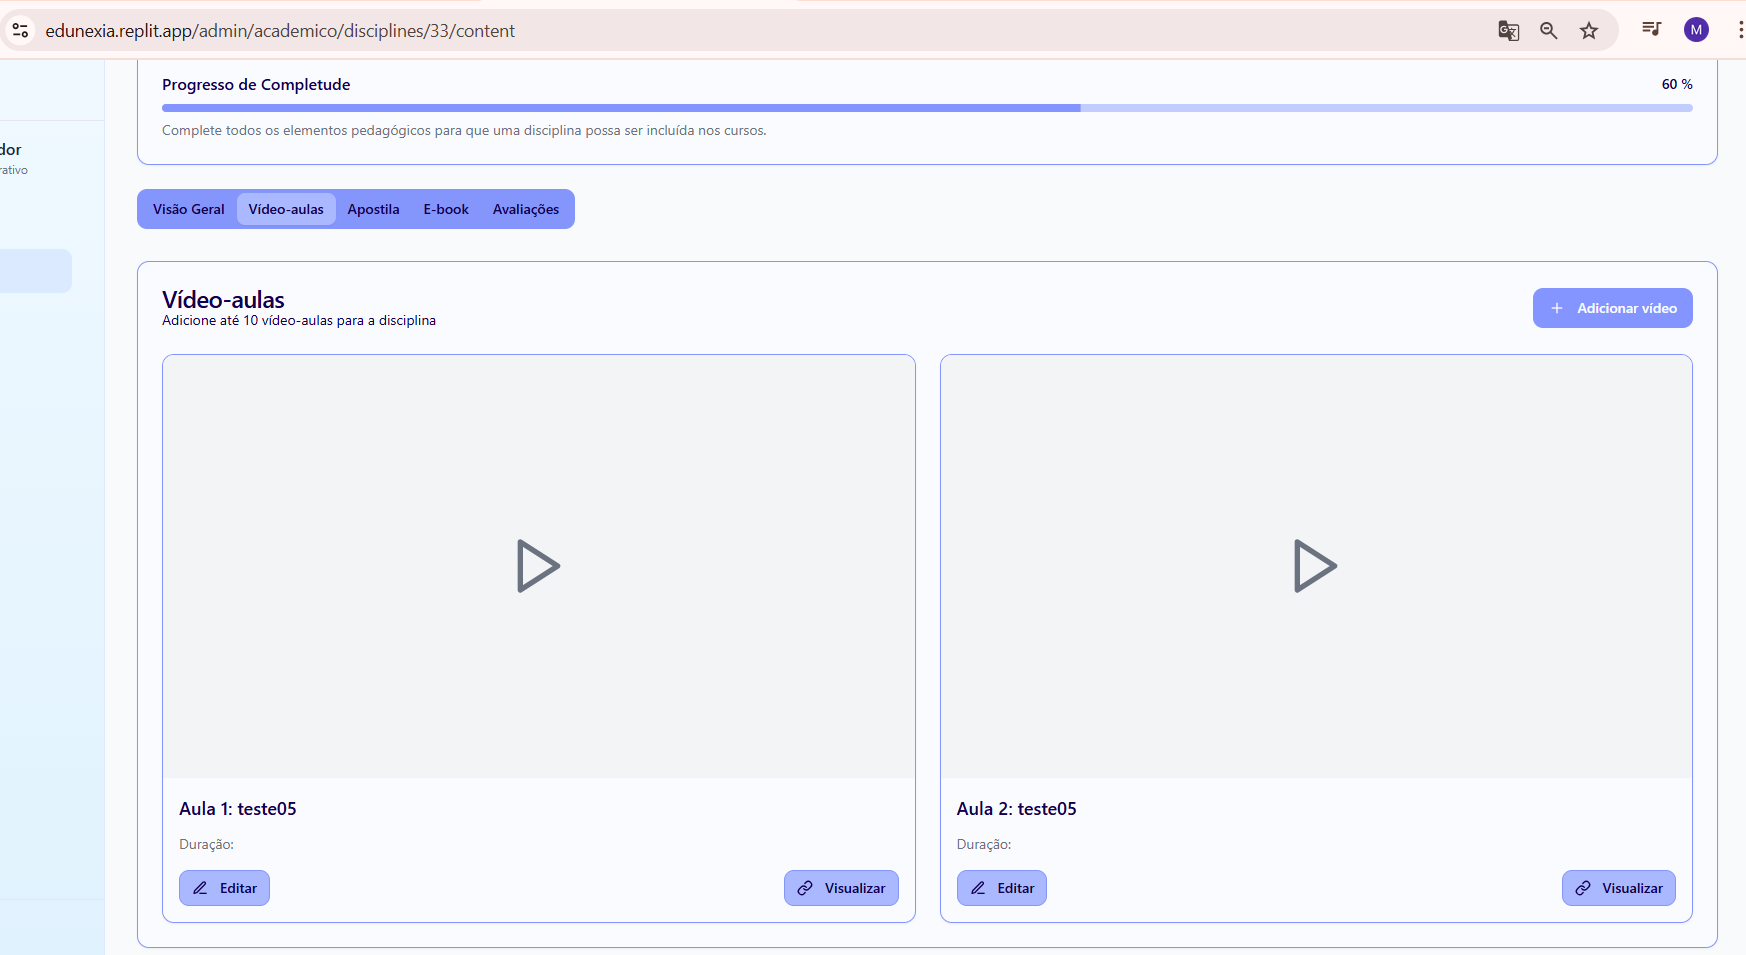 edunexia.replit.app/admin/academico/disciplines/33/content
M
dor
rativo
Progresso de Completude
60 %
Complete todos os elementos pedagógicos para que uma disciplina possa ser incluída nos cursos.
Visão Geral Vídeo-aulas Apostila E-book Avaliações
Vídeo-aulas
Adicione até 10 vídeo-aulas para a disciplina
+ Adicionar vídeo
Aula 1: teste05
Duração:
Editar
Visualizar
Aula 2: teste05
Duração:
Editar
Visualizar